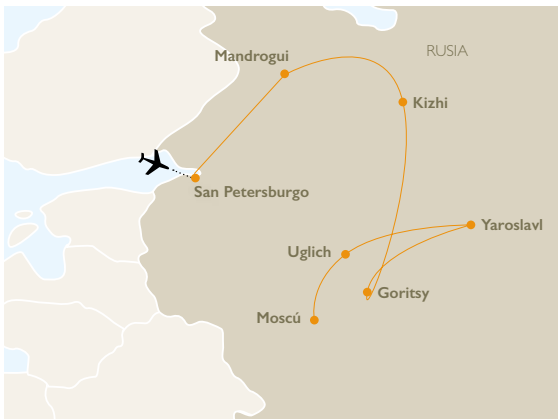 RUSIA
Mandrogui
Kizhi
San Petersburgo
Yaroslavl
Uglich
Goritsy
Moscú